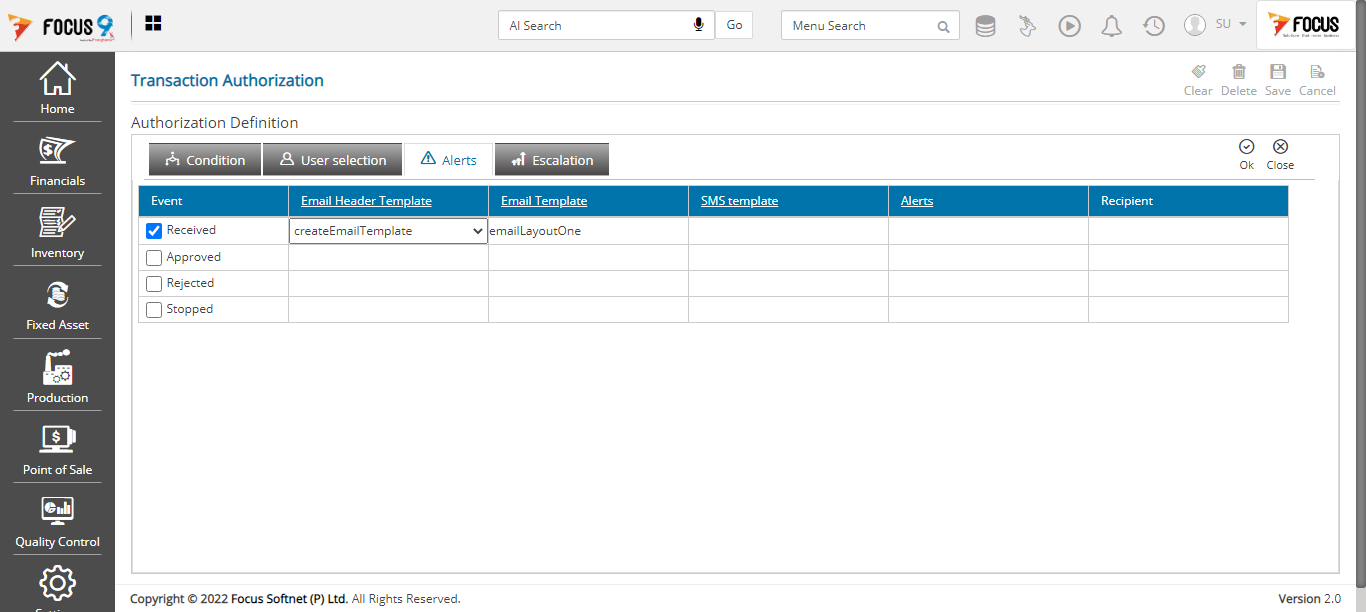 FOCUS 9
AI Search
Go
Menu Search
SU
FOCUS
Home
Financials
Inventory
Fixed Asset
Production
Point of Sale
Quality Control
Transaction Authorization
Clear Delete Save Cancel
Authorization Definition
Condition User selection Alerts Escalation
Ok Close
Event Email Header Template Email Template SMS template Alerts Recipient
Received createEmailTemplate emailLayoutOne
Approved
Rejected
Stopped
Copyright © 2022 Focus Softnet (P) Ltd. All Rights Reserved.
Version 2.0